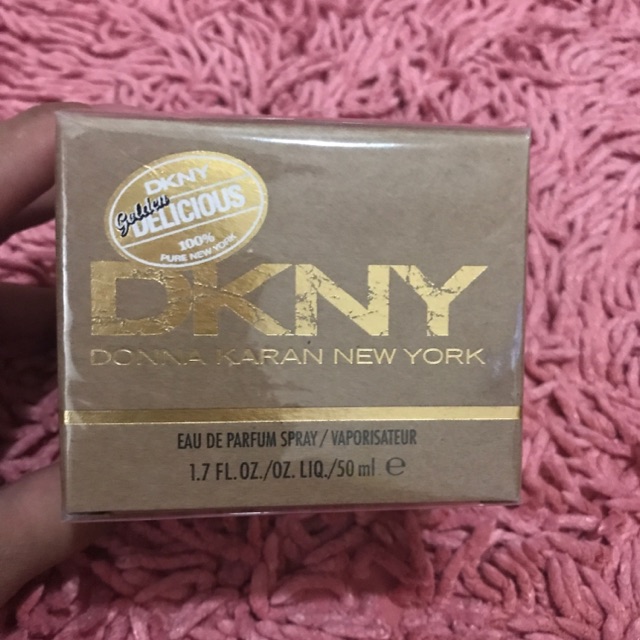 DKNY
Golden
DELICIOUS
100%
PURE NEW YORK
DKNY
DONNA KARAN NEW YORK
EAU DE PARFUM SPRAY/VAPORISATEUR
1.7 FL.OZ./OZ. LIQ./50 ml ℮